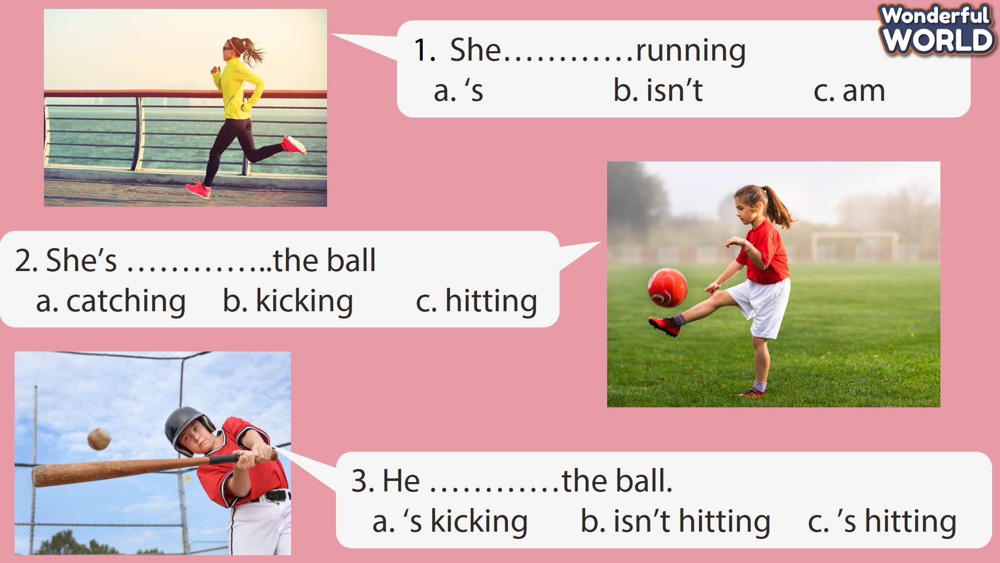 Wonderful
WORLD
1. She…………running
a. ‘s b. isn’t c. am
2. She’s …………..the ball
a. catching b. kicking c. hitting
3. He …………the ball.
a. ‘s kicking b. isn’t hitting c. ’s hitting